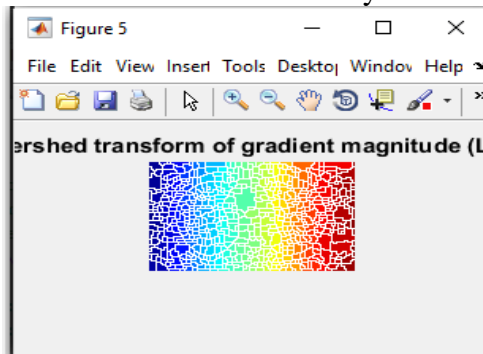 Figure 5
File Edit View Insert Tools Desktop Window Help
ershed transform of gradient magnitude (L